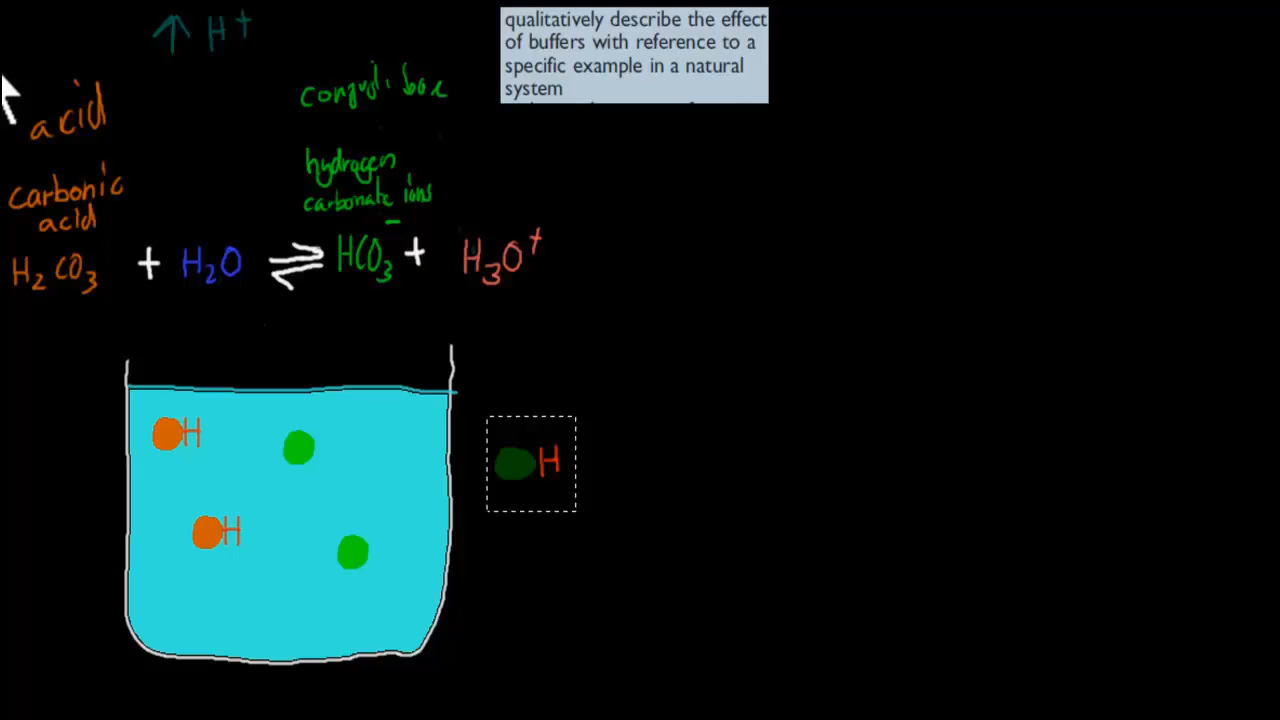 ↑ H+
qualitatively describe the effect
of buffers with reference to a
specific example in a natural
system
acid
base
carbonic
acid
hydrogen
carbonate ions
H₂CO₃ + H₂O ⇌ HCO₃⁻ + H₃O⁺
H
H
H